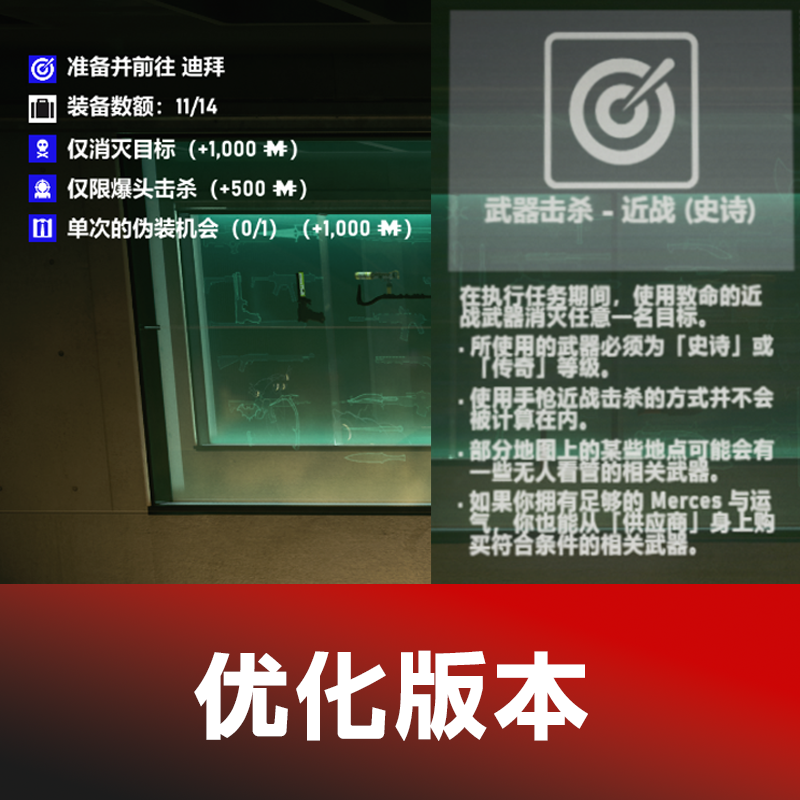 准备并前往 迪拜
装备数额：11/14
仅消灭目标（+1,000 M）
仅限爆头击杀（+500 M）
单次的伪装机会（0/1）（+1,000 M）
武器击杀 - 近战 (史诗)
在执行任务期间，使用致命的近
战武器消灭任意一名目标。
· 所使用的武器必须为「史诗」或
「传奇」等级。
· 使用手枪近战击杀的方式并不会
被计算在内。
· 部分地图上的某些地点可能会有
一些无人看管的相关武器。
· 如果你拥有足够的 Merces 与运
气，你也能从「供应商」身上购
买符合条件的相关武器。
优化版本